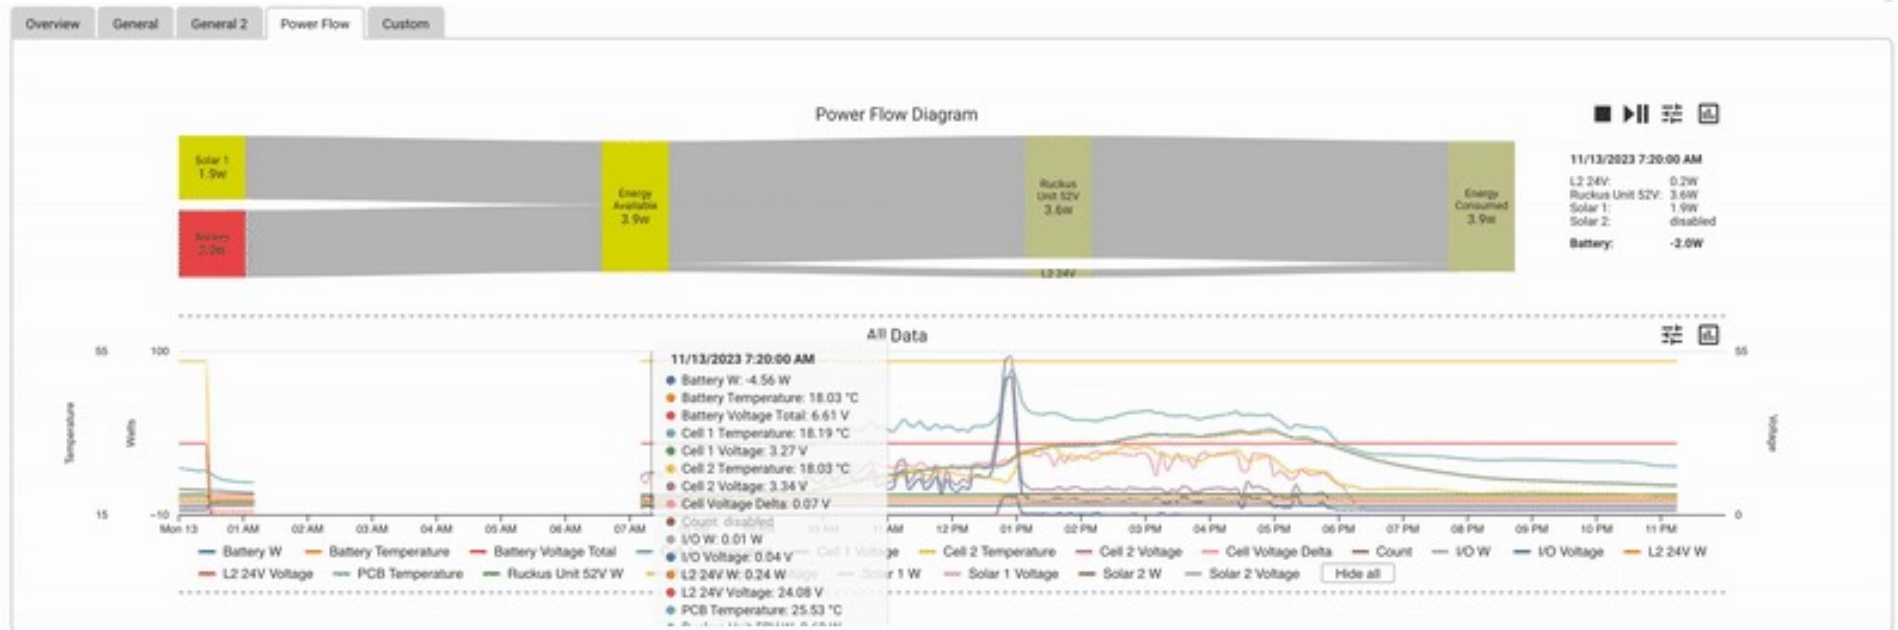 Overview General General 2 Power Flow Custom
Power Flow Diagram
Solar 1
1.9w
Battery
2.0w
Energy
Available
3.9w
Ruckus
Unit 52V
3.6w
L2 24V
Energy
Consumed
3.9w
11/13/2023 7:20:00 AM
L2 24V: 0.2W
Ruckus Unit 52V: 3.6W
Solar 1: 1.9W
Solar 2: disabled
Battery: -2.0W
All Data
55 100 55
Temperature
Watts
Voltage
15 -10 0
11/13/2023 7:20:00 AM
Battery W: -4.56 W
Battery Temperature: 18.03 °C
Battery Voltage Total: 6.61 V
Cell 1 Temperature: 18.19 °C
Cell 1 Voltage: 3.27 V
Cell 2 Temperature: 18.03 °C
Cell 2 Voltage: 3.34 V
Cell Voltage Delta: 0.07 V
Count: disabled
I/O W: 0.01 W
I/O Voltage: 0.04 V
L2 24V W: 0.24 W
L2 24V Voltage: 24.08 V
PCB Temperature: 25.53 °C
Mon 13 01 AM 02 AM 03 AM 04 AM 05 AM 06 AM 07 AM 10 AM 11 AM 12 PM 01 PM 02 PM 03 PM 04 PM 05 PM 06 PM 07 PM 08 PM 09 PM 10 PM 11 PM
Battery W Battery Temperature Battery Voltage Total Cell 1 Voltage Cell 2 Temperature Cell 2 Voltage Cell Voltage Delta Count I/O W I/O Voltage L2 24V W
L2 24V Voltage PCB Temperature Ruckus Unit 52V W Solar 1 W Solar 1 Voltage Solar 2 W Solar 2 Voltage Hide all